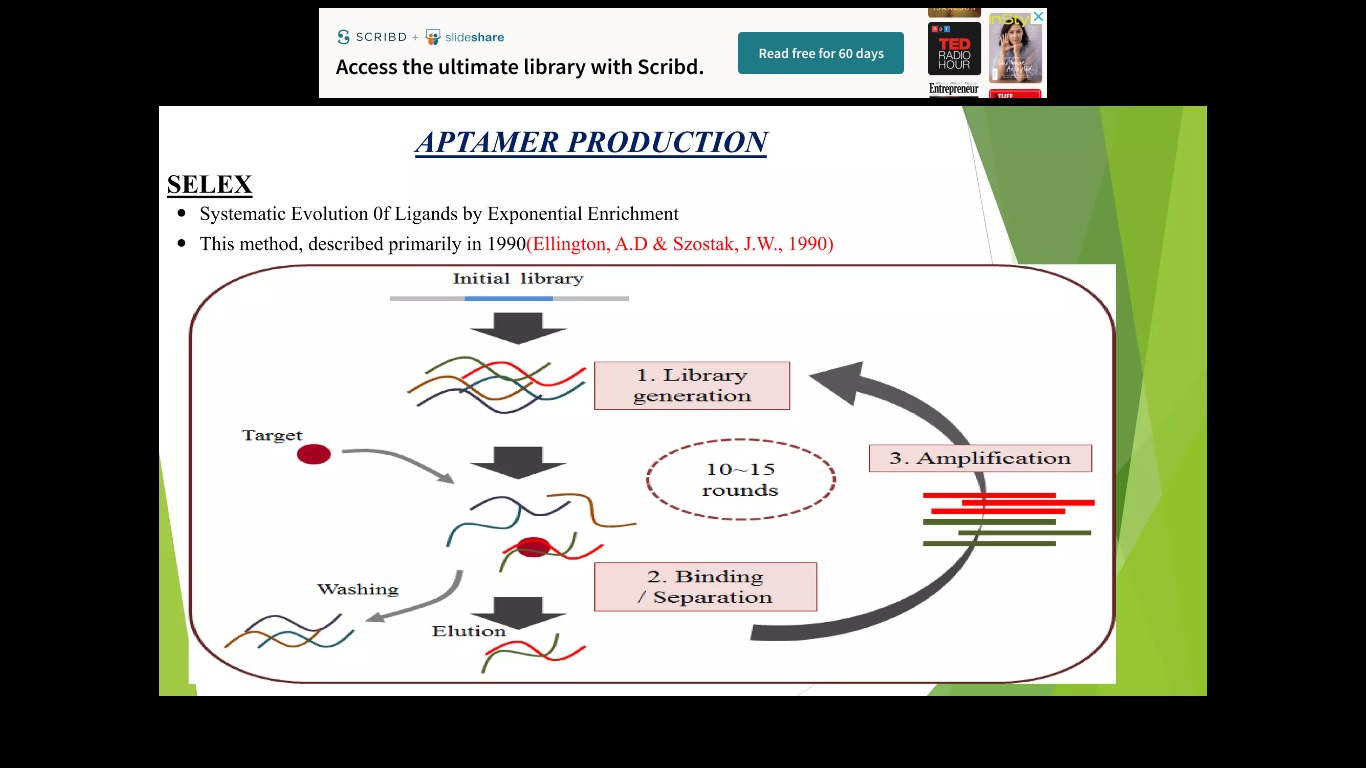 SCRIBD + slideshare
Access the ultimate library with Scribd.
Read free for 60 days
TED
RADIO
HOUR
InStyle
Entrepreneur
STUFF
APTAMER PRODUCTION
SELEX
• Systematic Evolution 0f Ligands by Exponential Enrichment
• This method, described primarily in 1990(Ellington, A.D & Szostak, J.W., 1990)
Initial library
1. Library
generation
Target
10~15
rounds
3. Amplification
2. Binding
/ Separation
Washing
Elution